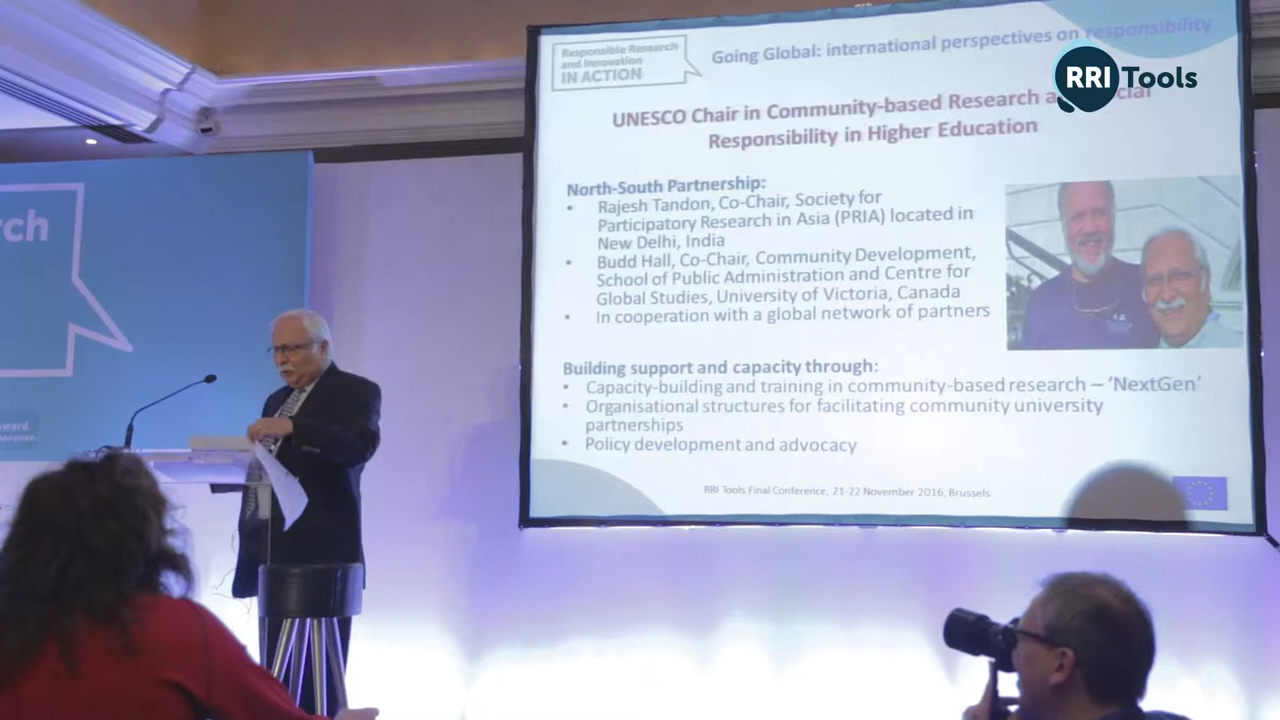 Responsible Research
and Innovation
IN ACTION
Going Global: international perspectives on responsibility
RRI Tools
UNESCO Chair in Community-based Research
Responsibility in Higher Education
North-South Partnership:
• Rajesh Tandon, Co-Chair, Society for
Participatory Research in Asia (PRIA) located in
New Delhi, India
• Budd Hall, Co-Chair, Community Development,
School of Public Administration and Centre for
Global Studies, University of Victoria, Canada
• In cooperation with a global network of partners
Building support and capacity through:
• Capacity-building and training in community-based research – ‘NextGen’
• Organisational structures for facilitating community university
partnerships
• Policy development and advocacy
RRI Tools Final Conference, 21-22 November 2016, Brussels
rch
ward